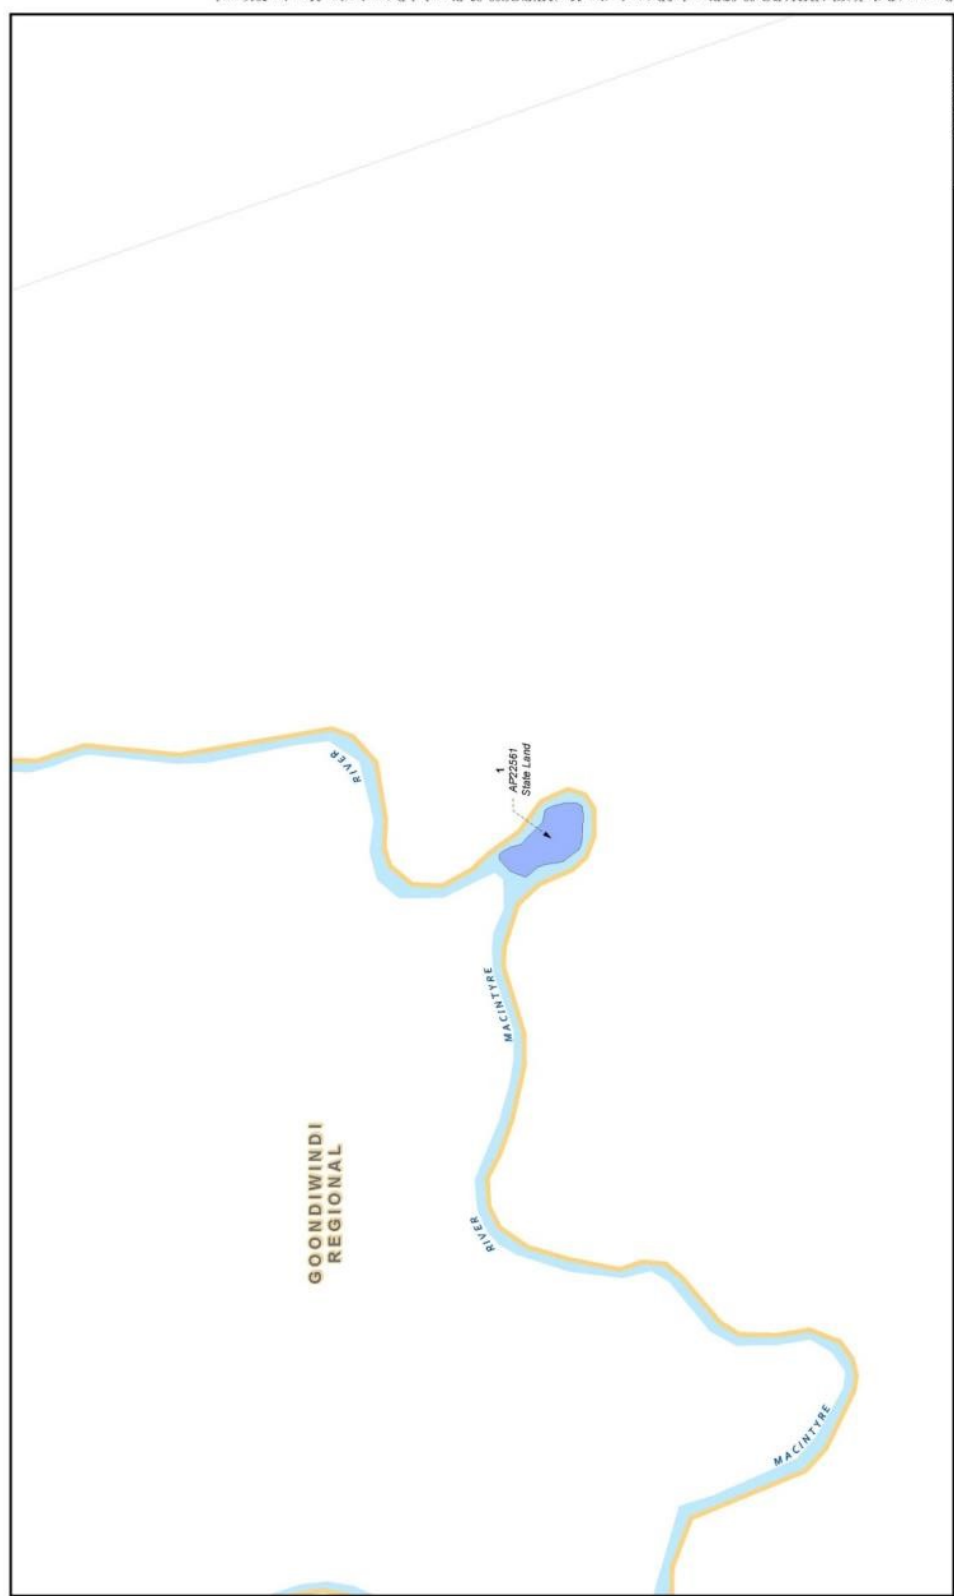 RIVER
1
AP22561
State Land
MACINTYRE
GOONDIWINDI
REGIONAL
RIVER
MACINTYRE